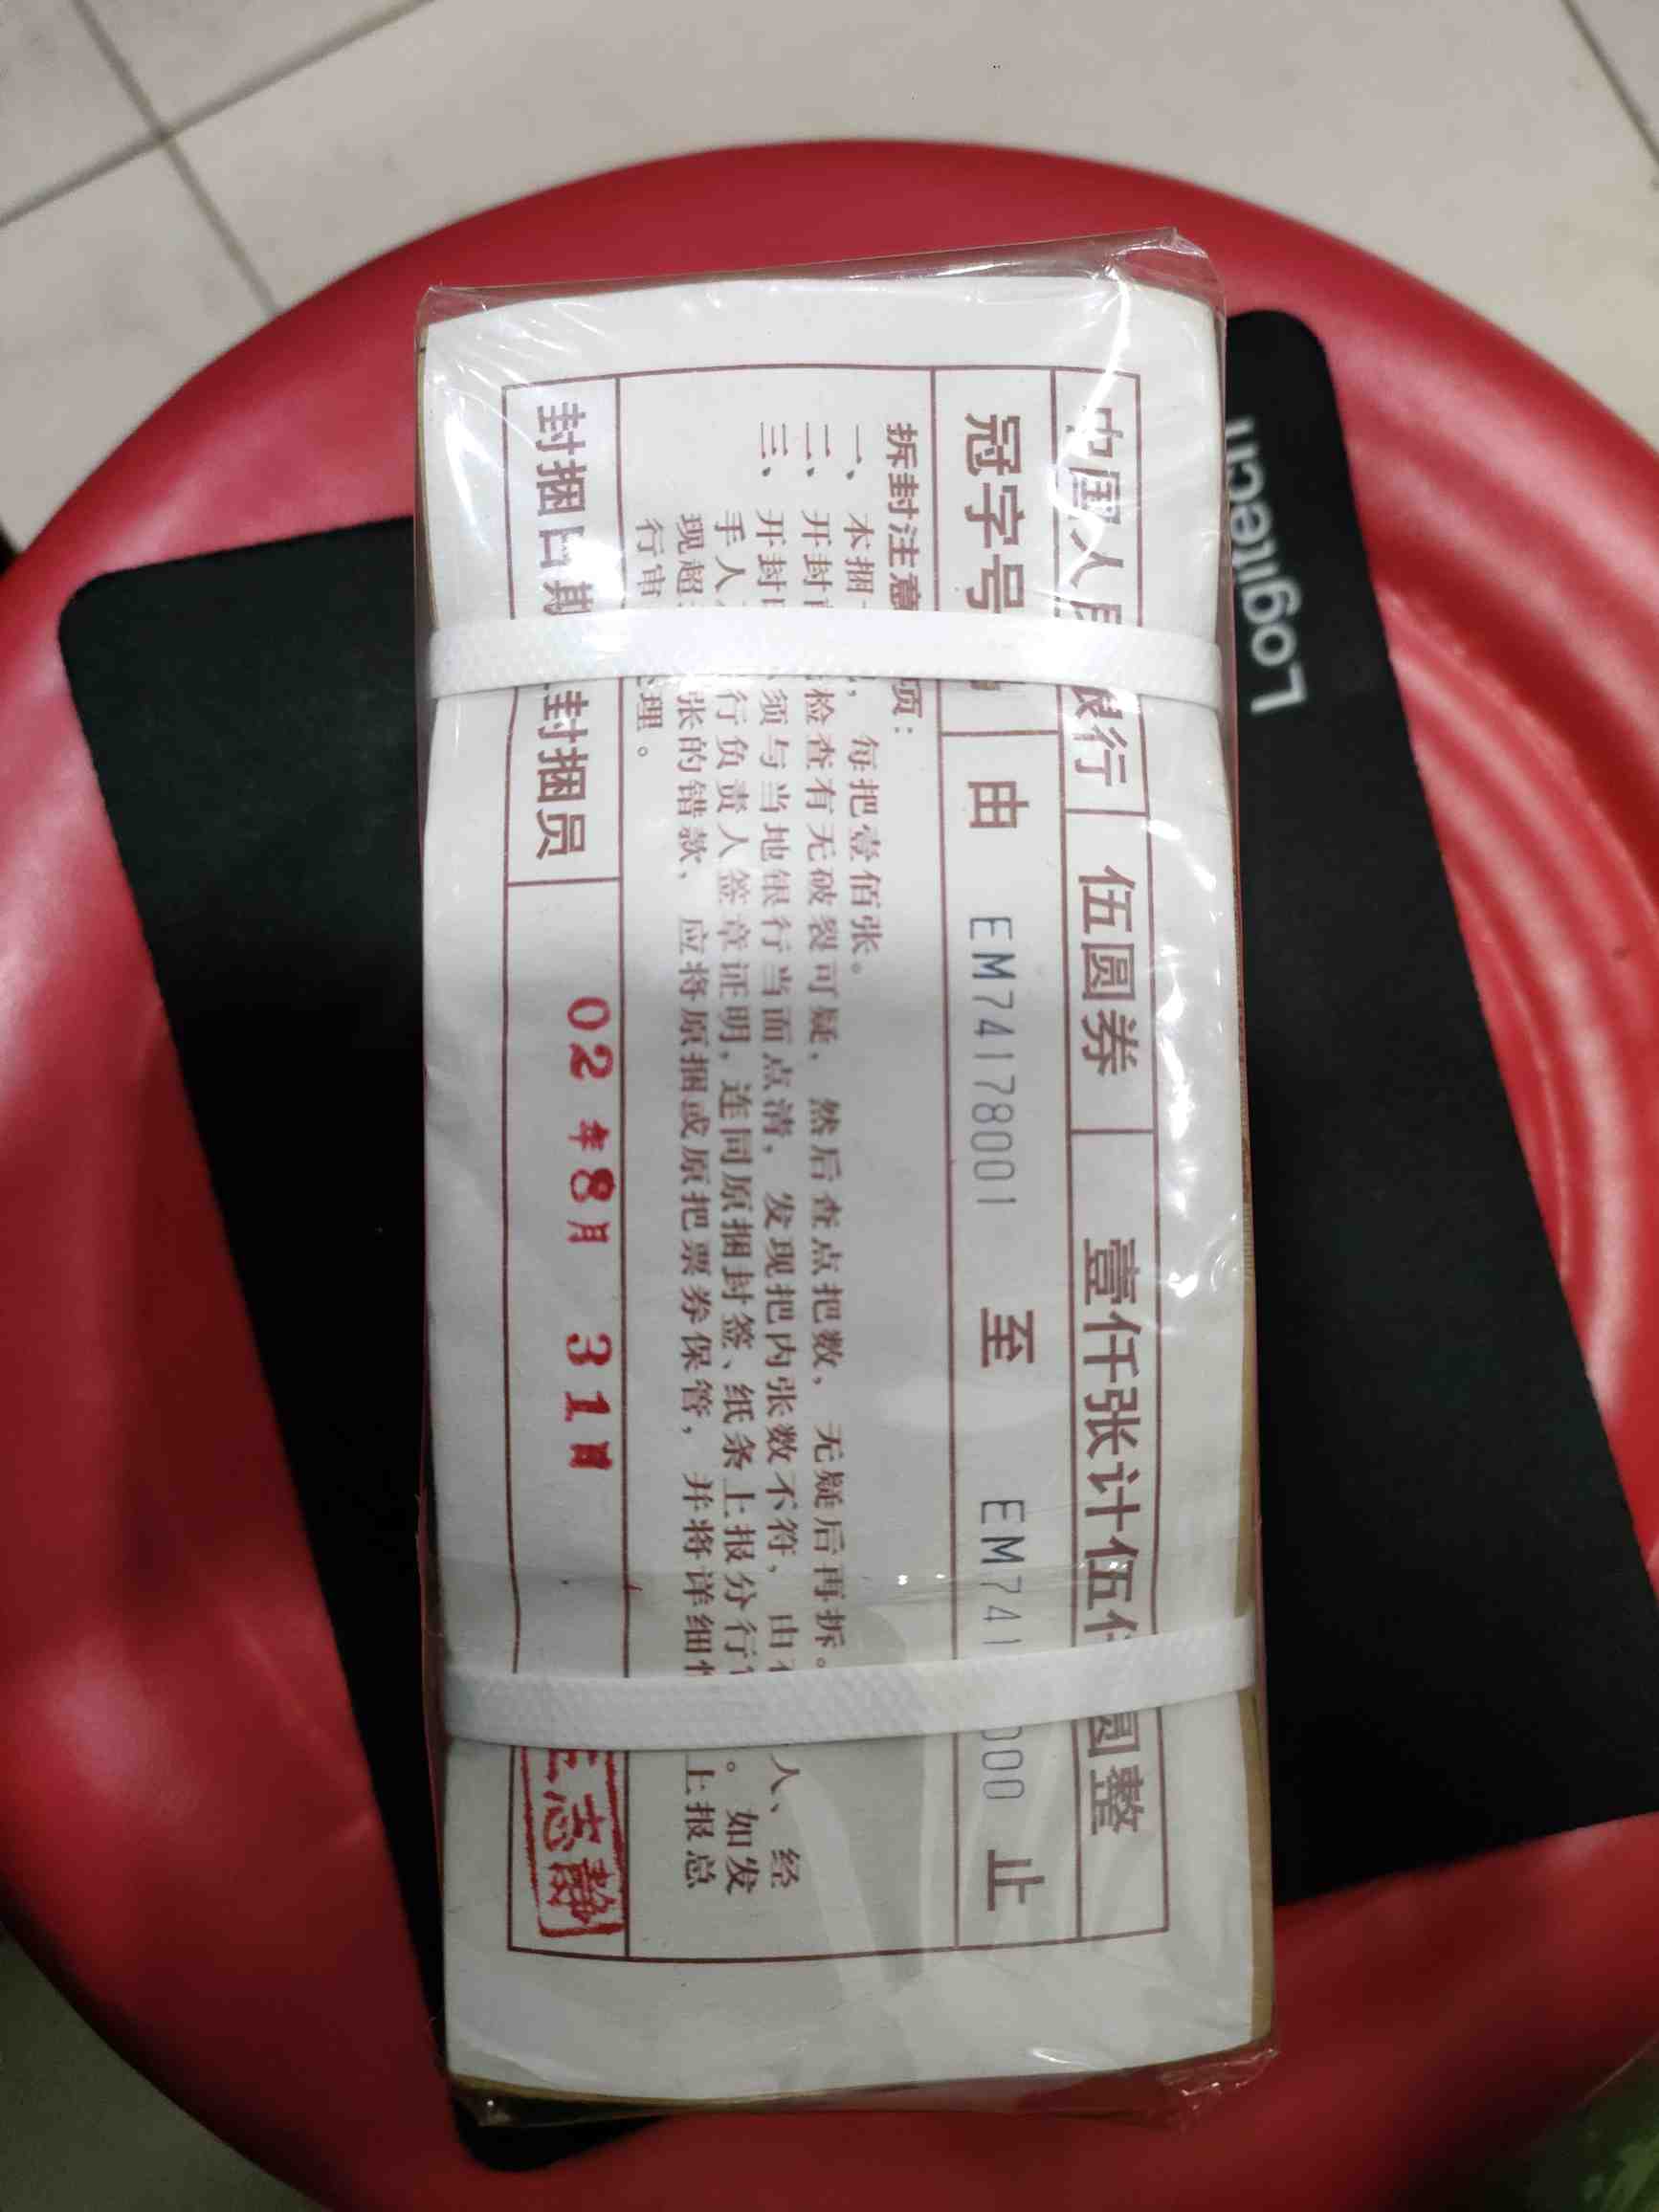 中国人民银行 伍圆券 壹仟张计伍仟圆整
冠字号 由 EM74178001 至 EM741 000 止
拆封注意 项：
一、本捆 ，每把壹佰张。
二、开封 检查有无破裂可疑，然后查点把数，无疑后再拆。
三、开封 须与当地银行当面点清，发现把内张数不符，由 人、经
手人 行负责人签章证明，连同原捆封签、纸条上报分行 。如发
现超 张的错款，应将原捆或原把票券保管，并将详细 上报总
行审 理。
封捆日期 封捆员 02年8月31日
志静
Logitech